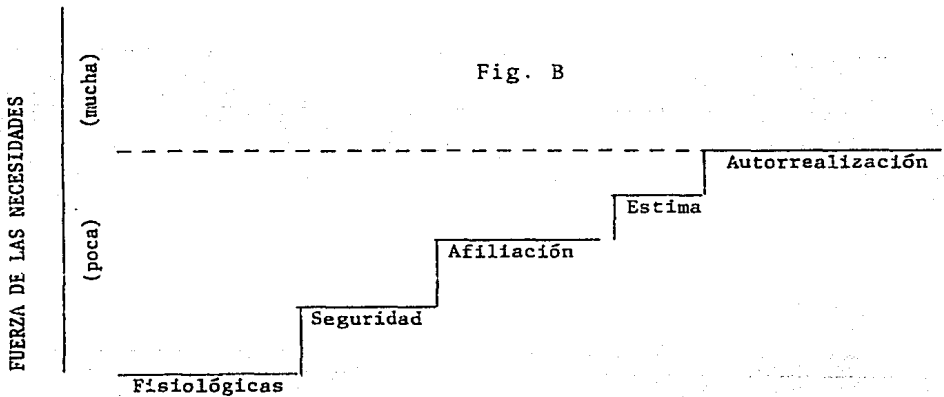 Fig. B
FUERZA DE LAS NECESIDADES
(mucha)
(poca)
Autorrealización
Estima
Afiliación
Seguridad
Fisiológicas